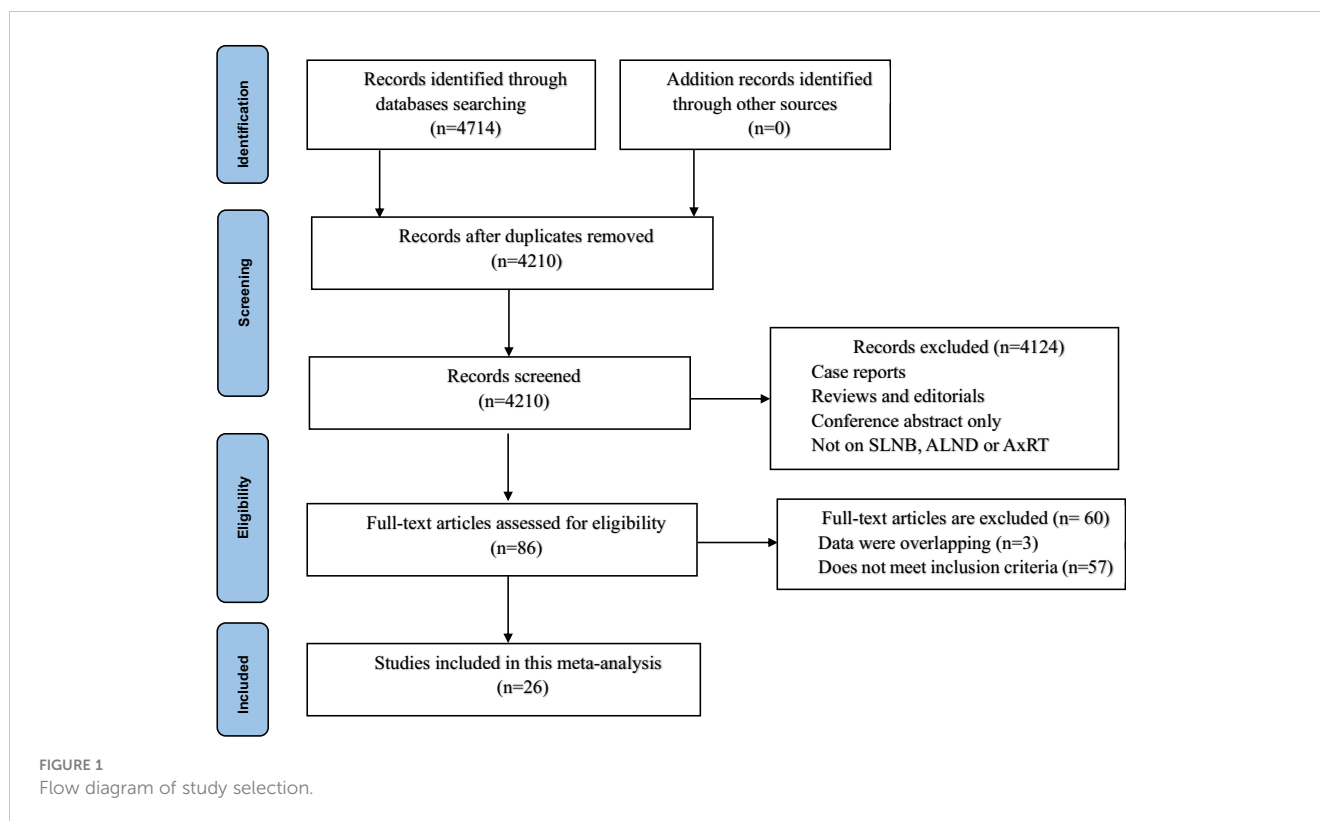 Identification
Records identified through
databases searching
(n=4714)
Addition records identified
through other sources
(n=0)
Screening
Records after duplicates removed
(n=4210)
Records screened
(n=4210)
Records excluded (n=4124)
Case reports
Reviews and editorials
Conference abstract only
Not on SLNB, ALND or AxRT
Eligibility
Full-text articles assessed for eligibility
(n=86)
Full-text articles are excluded (n= 60)
Data were overlapping (n=3)
Does not meet inclusion criteria (n=57)
Included
Studies included in this meta-analysis
(n=26)
FIGURE 1
Flow diagram of study selection.